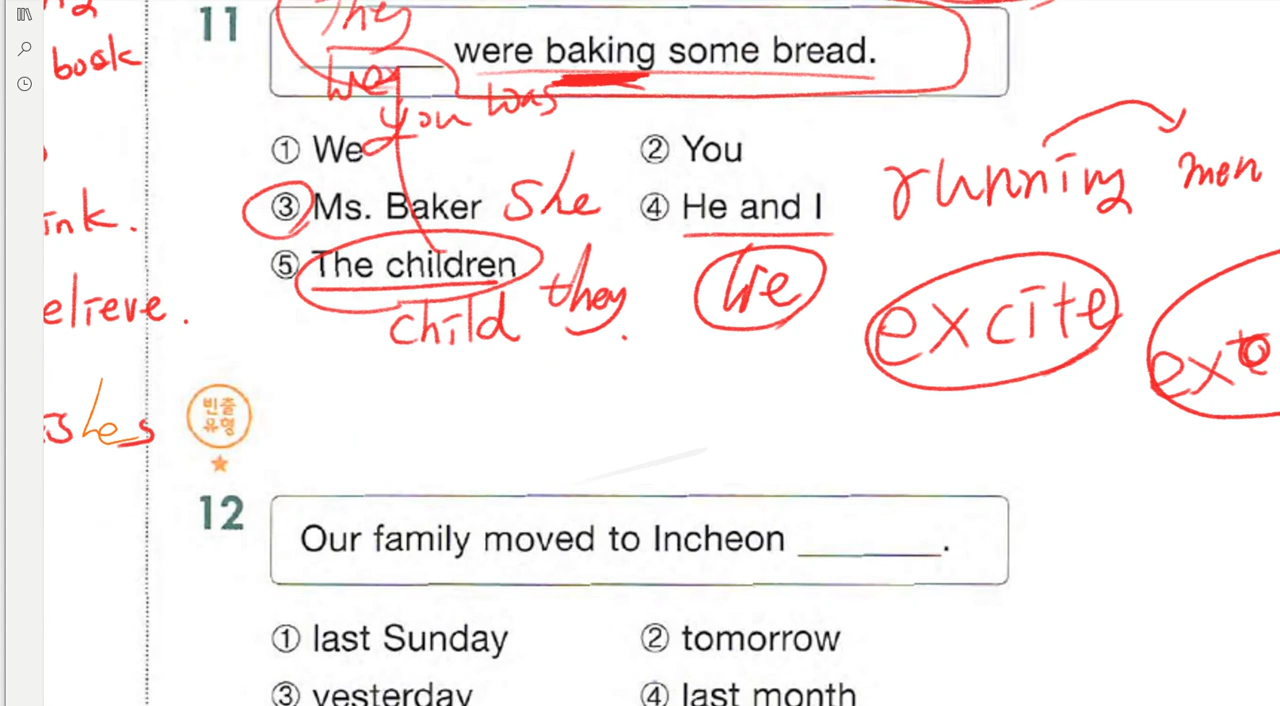 book
11
They
were baking some bread.
We
you was
① We
② You
running man
③ Ms. Baker she
④ He and I
ink.
⑤ The children they we
child
excite
elieve.
빈출
유형
shes
12
Our family moved to Incheon ______.
① last Sunday
② tomorrow
③ yesterday
④ last month